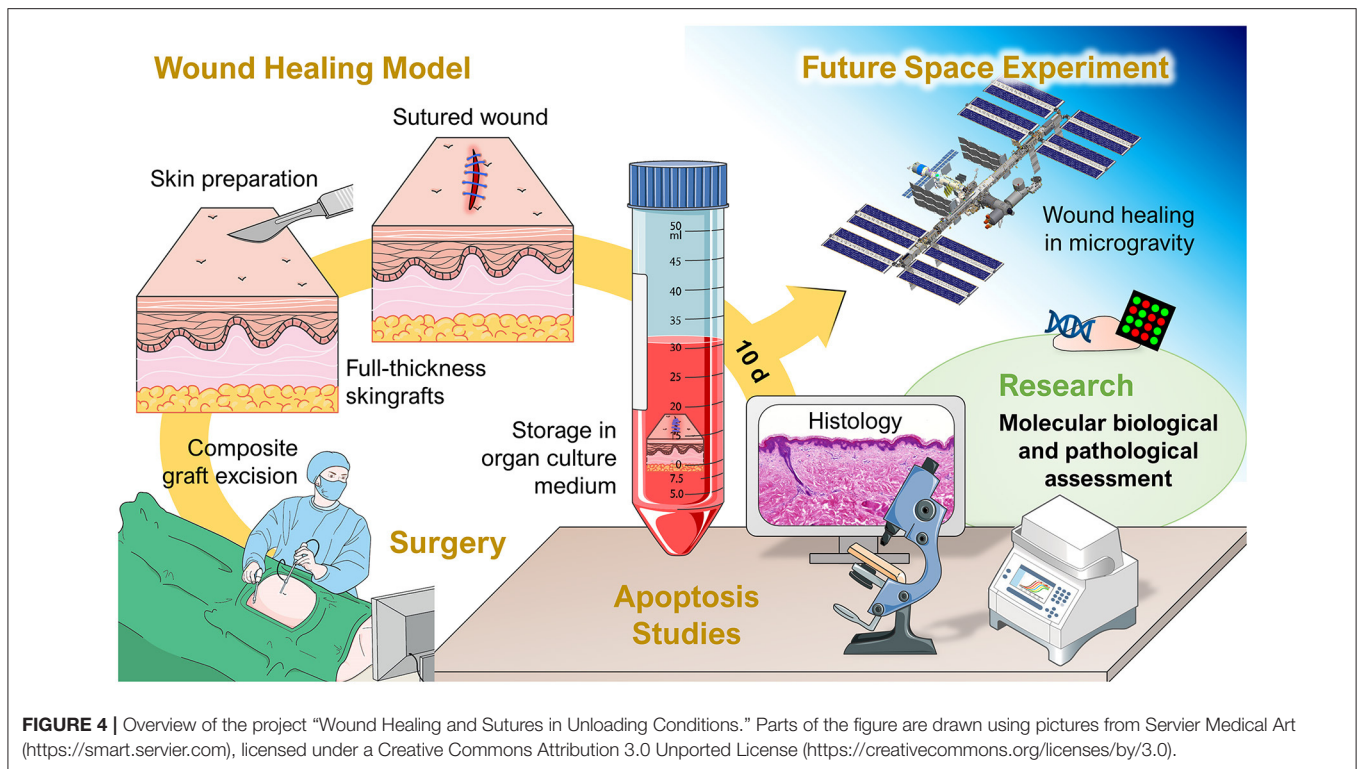 Wound Healing Model
Future Space Experiment
Sutured wound
Skin preparation
Wound healing
in microgravity
Full-thickness
skingrafts
Composite
graft excision
Surgery
Storage in
organ culture
medium
50
ml
45
40
35
30
25
20
15
0
7.5
5.0
10 d
Histology
Research
Molecular biological
and pathological
assessment
Apoptosis
Studies
FIGURE 4 | Overview of the project “Wound Healing and Sutures in Unloading Conditions.” Parts of the figure are drawn using pictures from Servier Medical Art
(https://smart.servier.com), licensed under a Creative Commons Attribution 3.0 Unported License (https://creativecommons.org/licenses/by/3.0).